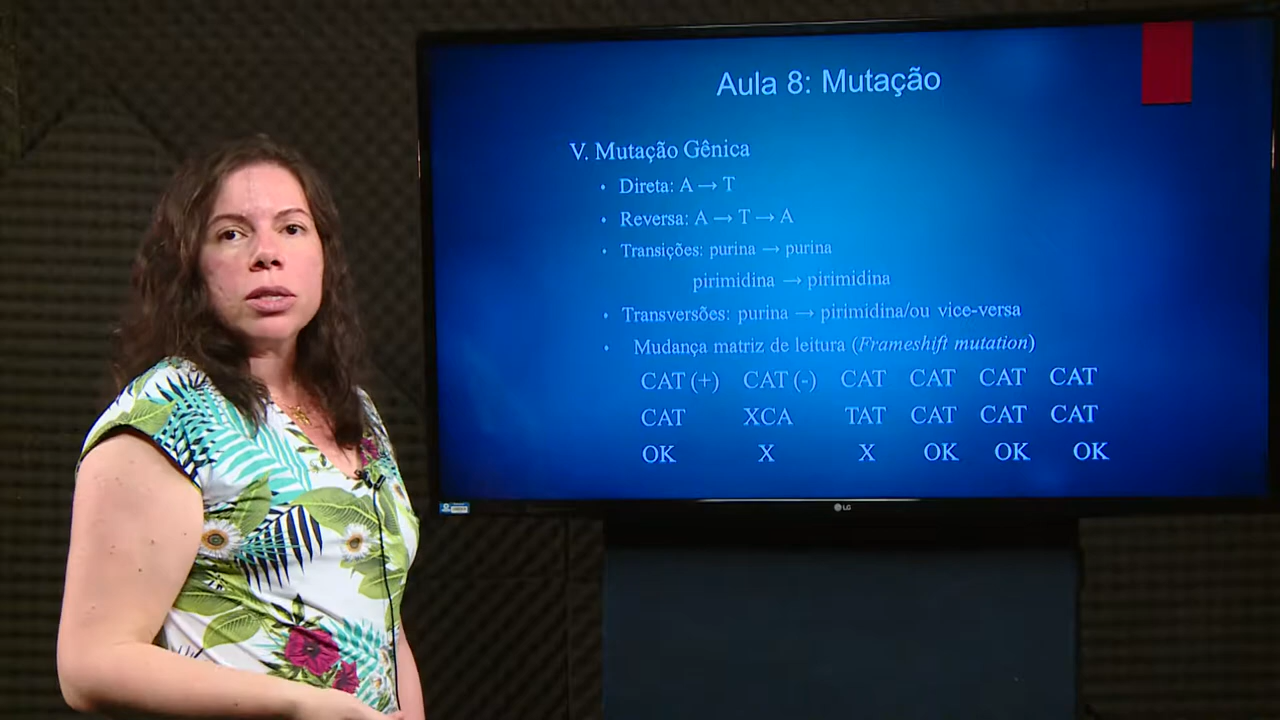 Aula 8: Mutação
V. Mutação Gênica
• Direta: A → T
• Reversa: A → T → A
• Transições: purina → purina
pirimidina → pirimidina
• Transversões: purina → pirimidina/ou vice-versa
• Mudança matriz de leitura (Frameshift mutation)
CAT (+) CAT (-) CAT CAT CAT CAT
CAT XCA TAT CAT CAT CAT
OK X X OK OK OK
LG